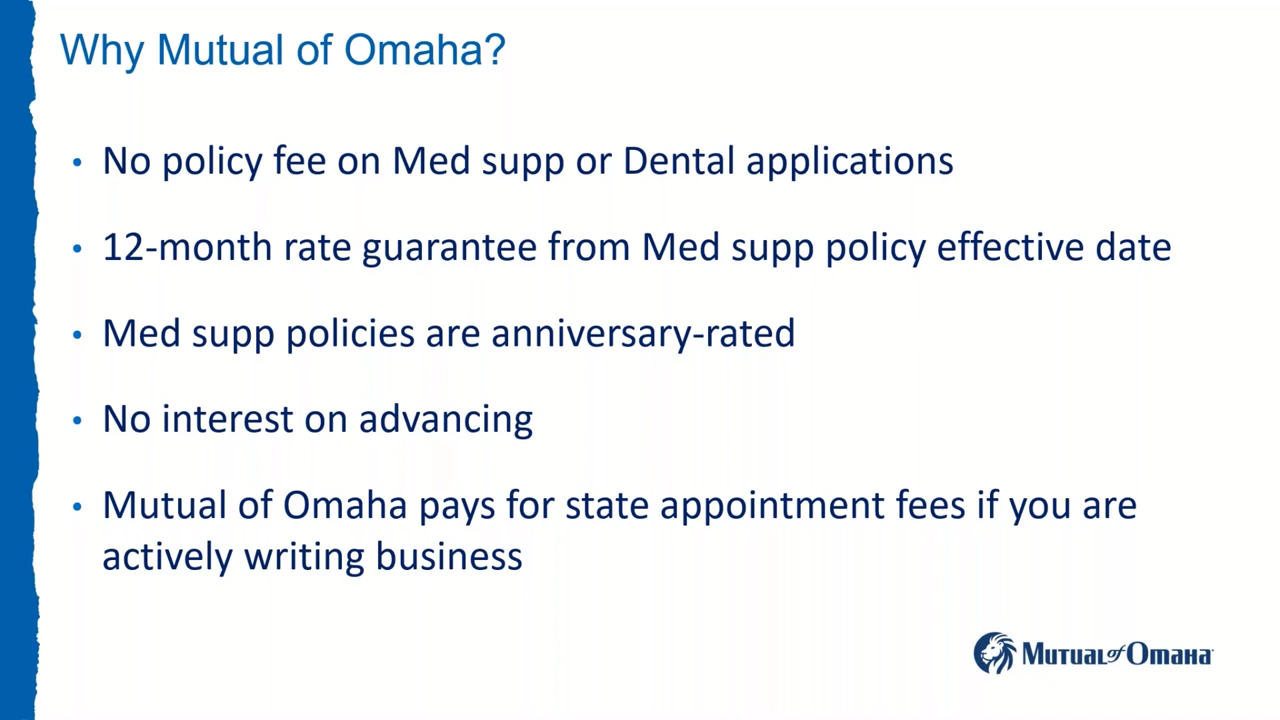 Why Mutual of Omaha?
• No policy fee on Med supp or Dental applications
• 12-month rate guarantee from Med supp policy effective date
• Med supp policies are anniversary-rated
• No interest on advancing
• Mutual of Omaha pays for state appointment fees if you are
actively writing business
Mutual of Omaha